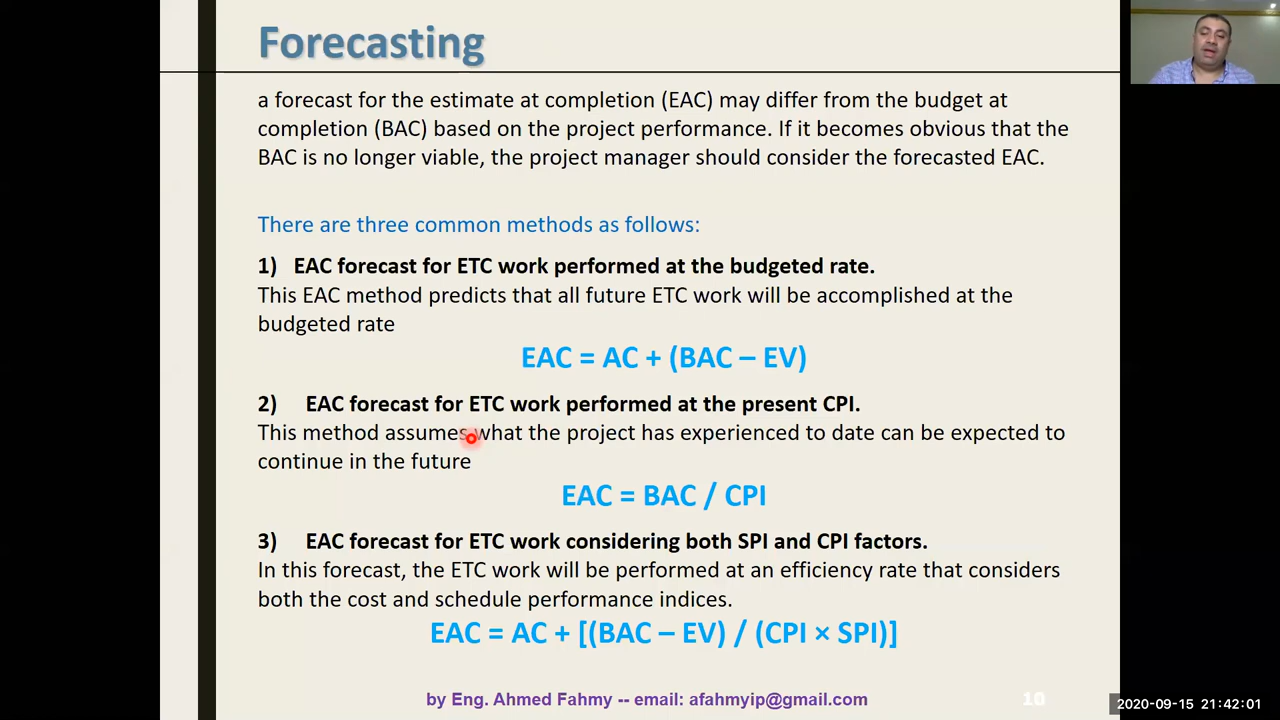 Forecasting
a forecast for the estimate at completion (EAC) may differ from the budget at
completion (BAC) based on the project performance. If it becomes obvious that the
BAC is no longer viable, the project manager should consider the forecasted EAC.
There are three common methods as follows:
1) EAC forecast for ETC work performed at the budgeted rate.
This EAC method predicts that all future ETC work will be accomplished at the
budgeted rate
EAC = AC + (BAC – EV)
2) EAC forecast for ETC work performed at the present CPI.
This method assumes what the project has experienced to date can be expected to
continue in the future
EAC = BAC / CPI
3) EAC forecast for ETC work considering both SPI and CPI factors.
In this forecast, the ETC work will be performed at an efficiency rate that considers
both the cost and schedule performance indices.
EAC = AC + [(BAC – EV) / (CPI × SPI)]
by Eng. Ahmed Fahmy -- email: afahmyip@gmail.com
10
2020-09-15 21:42:01